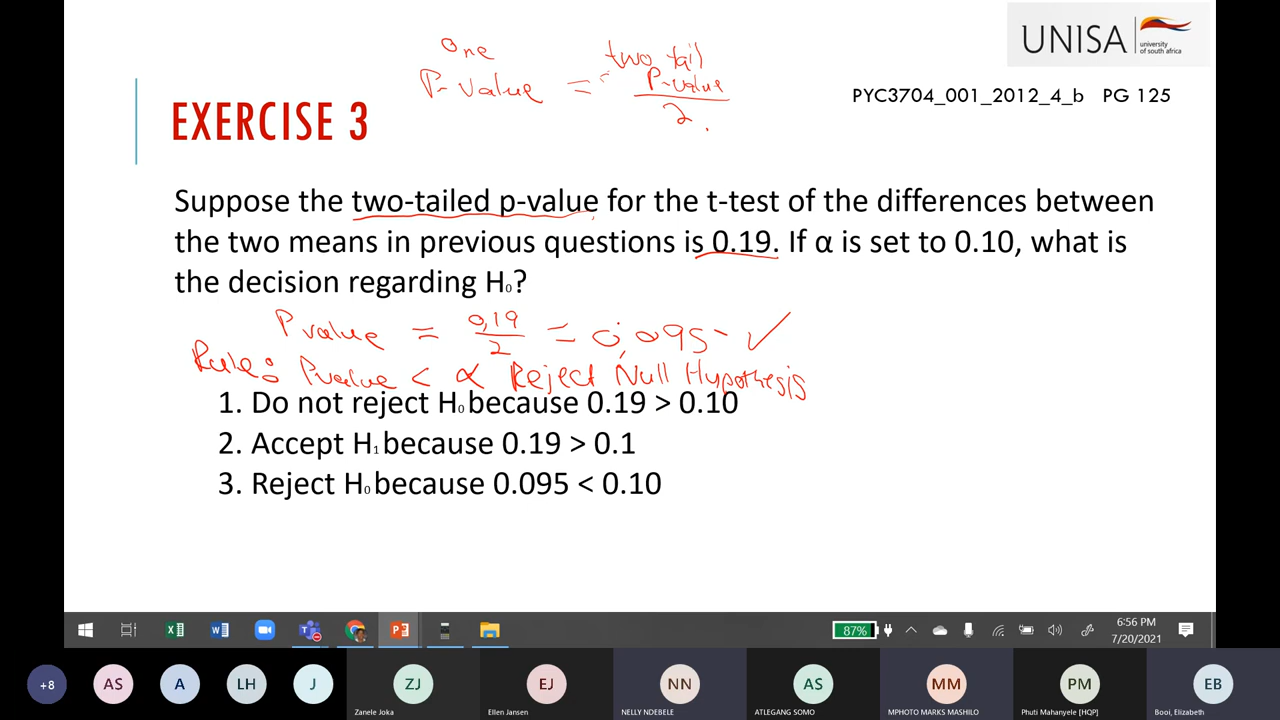 One two tail
P-value = P-value
2
UNISA university of south africa
PYC3704_001_2012_4_b PG 125
EXERCISE 3
Suppose the two-tailed p-value for the t-test of the differences between
the two means in previous questions is 0.19. If α is set to 0.10, what is
the decision regarding H₀?
P value = 0,19 / 2 = 0,095 ✓
Rule: Pvalue < α Reject Null Hypothesis
1. Do not reject H₀ because 0.19 > 0.10
2. Accept H₁ because 0.19 > 0.1
3. Reject H₀ because 0.095 < 0.10
87% 6:56 PM
7/20/2021
+8 AS A LH J ZJ EJ NN AS MM PM EB
Zanele Joka Ellen Jansen NELLY NDEBELE ATLEGANG SOMO MPHOTO MARKS MASHILO Phuti Mahanyele [HQP] Booi, Elizabeth